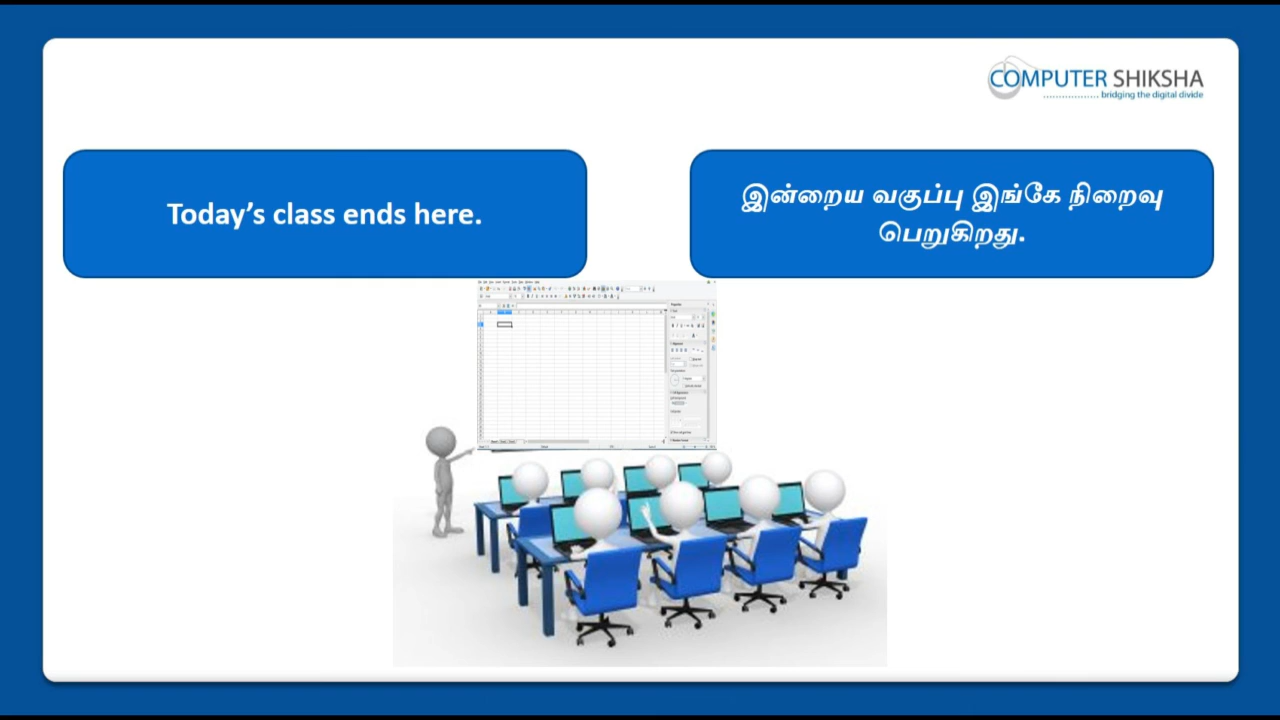 COMPUTER SHIKSHA
bridging the digital divide
Today's class ends here.
இன்றைய வகுப்பு இங்கே நிறைவு
பெறுகிறது.